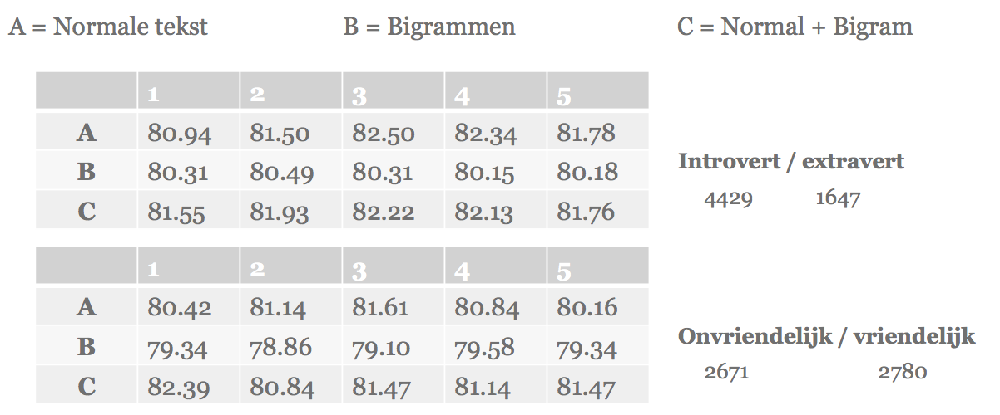 A = Normale tekst B = Bigrammen C = Normal + Bigram
1 2 3 4 5
A 80.94 81.50 82.50 82.34 81.78
B 80.31 80.49 80.31 80.15 80.18
C 81.55 81.93 82.22 82.13 81.76
Introvert / extravert
4429 1647
1 2 3 4 5
A 80.42 81.14 81.61 80.84 80.16
B 79.34 78.86 79.10 79.58 79.34
C 82.39 80.84 81.47 81.14 81.47
Onvriendelijk / vriendelijk
2671 2780